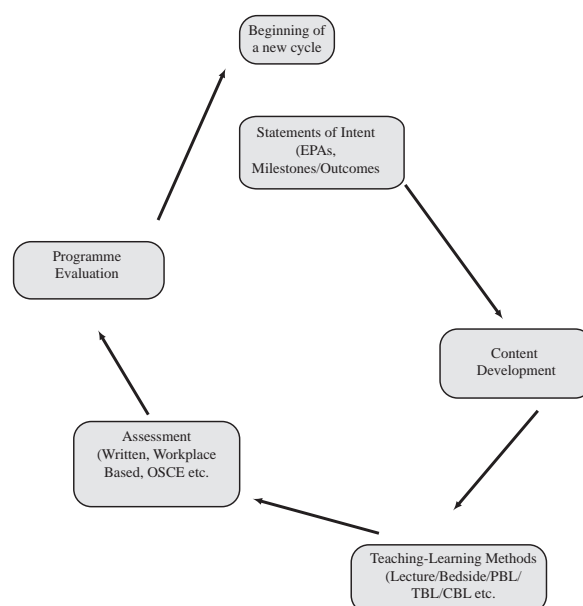 Beginning of
a new cycle
Statements of Intent
(EPAs,
Milestones/Outcomes
Content
Development
Teaching-Learning Methods
(Lecture/Bedside/PBL/
TBL/CBL etc.
Assessment
(Written, Workplace
Based, OSCE etc.
Programme
Evaluation